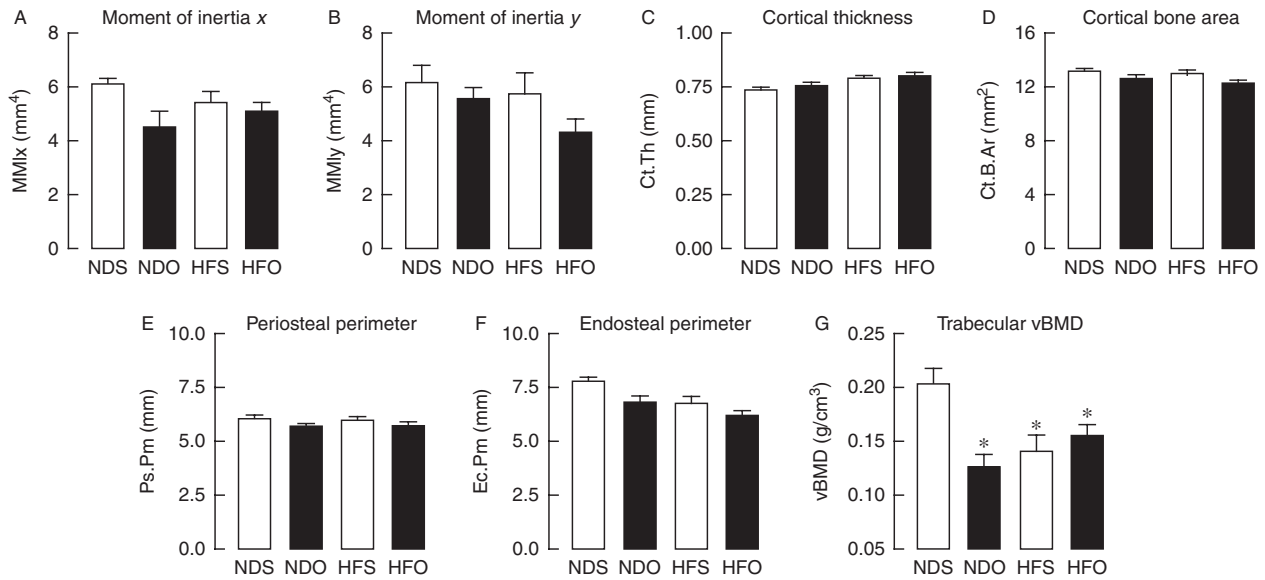 A Moment of inertia x
MMIx (mm⁴)
8
6
4
2
0
NDS NDO HFS HFO
B Moment of inertia y
MMIy (mm⁴)
8
6
4
2
0
NDS NDO HFS HFO
C Cortical thickness
Ct.Th (mm)
1.00
0.75
0.50
0.25
0.00
NDS NDO HFS HFO
D Cortical bone area
Ct.B.Ar (mm²)
16
12
8
4
0
NDS NDO HFS HFO
E Periosteal perimeter
Ps.Pm (mm)
10.0
7.5
5.0
2.5
0.0
NDS NDO HFS HFO
F Endosteal perimeter
Ec.Pm (mm)
10.0
7.5
5.0
2.5
0.0
NDS NDO HFS HFO
G Trabecular vBMD
vBMD (g/cm³)
0.25
0.20
0.15
0.10
0.05
* * *
NDS NDO HFS HFO